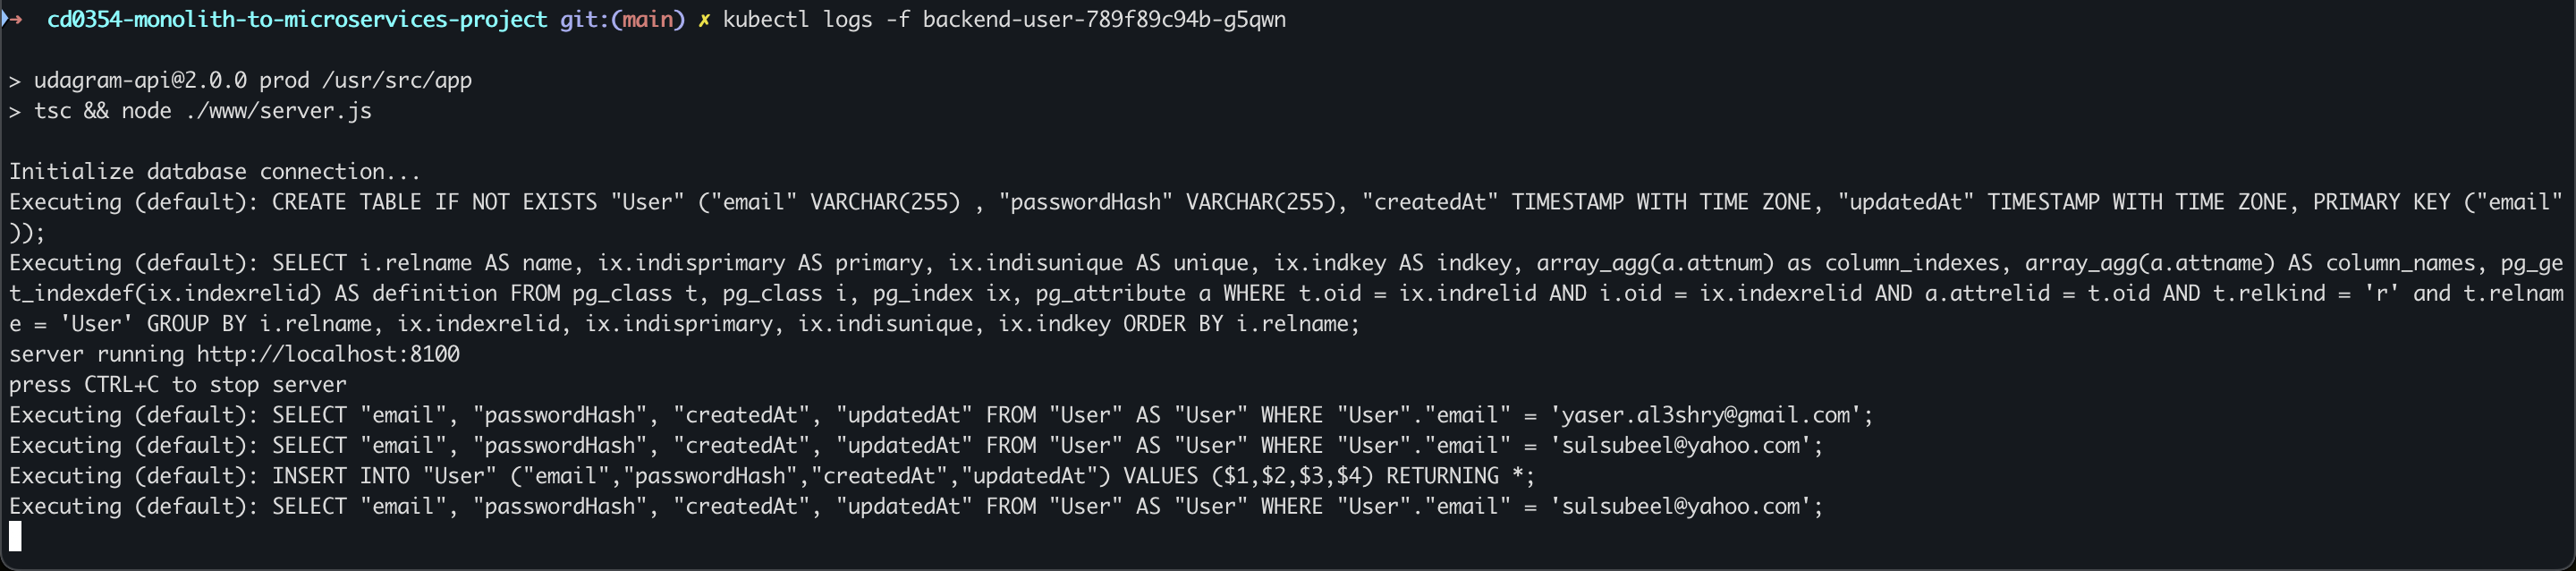 → cd0354-monolith-to-microservices-project git:(main) ✗ kubectl logs -f backend-user-789f89c94b-g5qwn
> udagram-api@2.0.0 prod /usr/src/app
> tsc && node ./www/server.js
Initialize database connection...
Executing (default): CREATE TABLE IF NOT EXISTS "User" ("email" VARCHAR(255) , "passwordHash" VARCHAR(255), "createdAt" TIMESTAMP WITH TIME ZONE, "updatedAt" TIMESTAMP WITH TIME ZONE, PRIMARY KEY ("email"
));
Executing (default): SELECT i.relname AS name, ix.indisprimary AS primary, ix.indisunique AS unique, ix.indkey AS indkey, array_agg(a.attnum) as column_indexes, array_agg(a.attname) AS column_names, pg_ge
t_indexdef(ix.indexrelid) AS definition FROM pg_class t, pg_class i, pg_index ix, pg_attribute a WHERE t.oid = ix.indrelid AND i.oid = ix.indexrelid AND a.attrelid = t.oid AND t.relkind = 'r' and t.relnam
e = 'User' GROUP BY i.relname, ix.indexrelid, ix.indisprimary, ix.indisunique, ix.indkey ORDER BY i.relname;
server running http://localhost:8100
press CTRL+C to stop server
Executing (default): SELECT "email", "passwordHash", "createdAt", "updatedAt" FROM "User" AS "User" WHERE "User"."email" = 'yaser.al3shry@gmail.com';
Executing (default): SELECT "email", "passwordHash", "createdAt", "updatedAt" FROM "User" AS "User" WHERE "User"."email" = 'sulsubeel@yahoo.com';
Executing (default): INSERT INTO "User" ("email","passwordHash","createdAt","updatedAt") VALUES ($1,$2,$3,$4) RETURNING *;
Executing (default): SELECT "email", "passwordHash", "createdAt", "updatedAt" FROM "User" AS "User" WHERE "User"."email" = 'sulsubeel@yahoo.com';